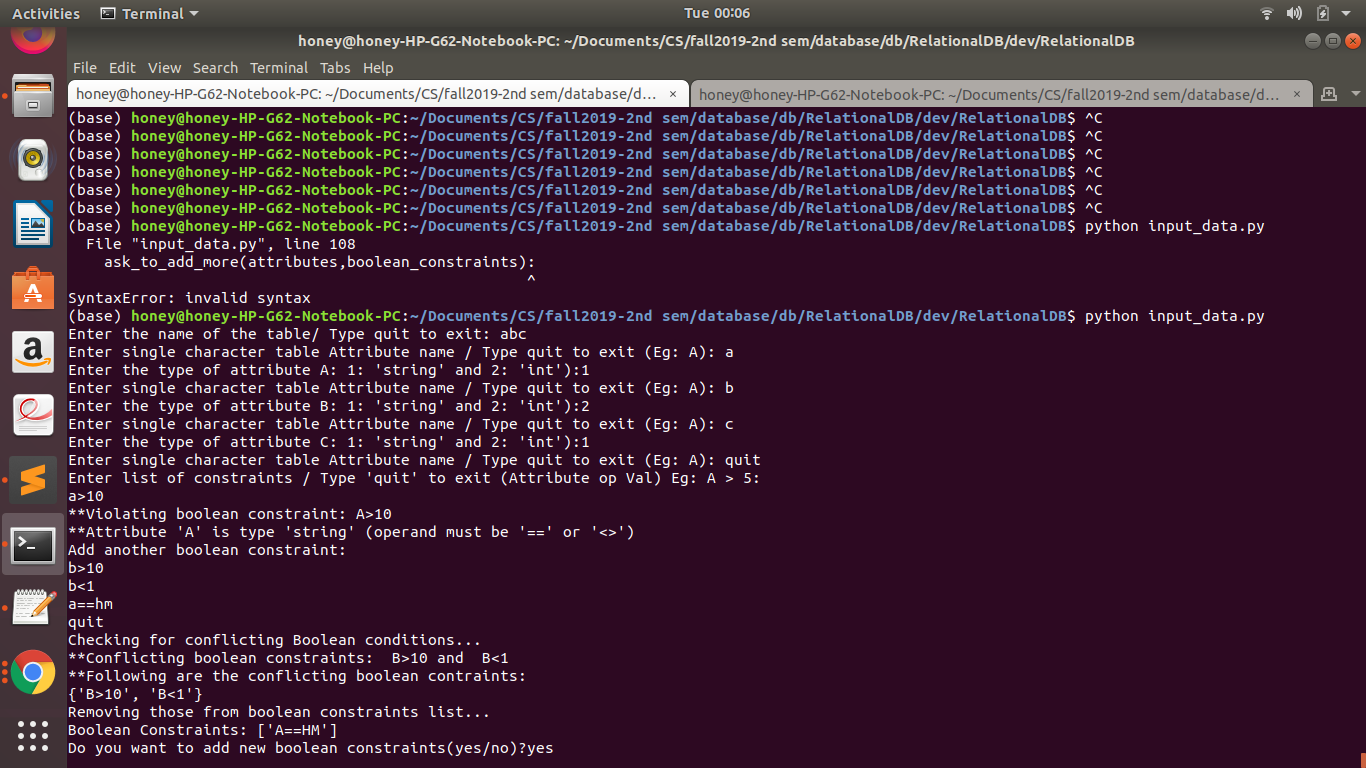 Activities Terminal Tue 00:06
honey@honey-HP-G62-Notebook-PC: ~/Documents/CS/fall2019-2nd sem/database/db/RelationalDB/dev/RelationalDB
File Edit View Search Terminal Tabs Help
honey@honey-HP-G62-Notebook-PC: ~/Documents/CS/fall2019-2nd sem/database/d... × honey@honey-HP-G62-Notebook-PC: ~/Documents/CS/fall2019-2nd sem/database/d... ×
(base) honey@honey-HP-G62-Notebook-PC:~/Documents/CS/fall2019-2nd sem/database/db/RelationalDB/dev/RelationalDB$ ^C
(base) honey@honey-HP-G62-Notebook-PC:~/Documents/CS/fall2019-2nd sem/database/db/RelationalDB/dev/RelationalDB$ ^C
(base) honey@honey-HP-G62-Notebook-PC:~/Documents/CS/fall2019-2nd sem/database/db/RelationalDB/dev/RelationalDB$ ^C
(base) honey@honey-HP-G62-Notebook-PC:~/Documents/CS/fall2019-2nd sem/database/db/RelationalDB/dev/RelationalDB$ ^C
(base) honey@honey-HP-G62-Notebook-PC:~/Documents/CS/fall2019-2nd sem/database/db/RelationalDB/dev/RelationalDB$ ^C
(base) honey@honey-HP-G62-Notebook-PC:~/Documents/CS/fall2019-2nd sem/database/db/RelationalDB/dev/RelationalDB$ ^C
(base) honey@honey-HP-G62-Notebook-PC:~/Documents/CS/fall2019-2nd sem/database/db/RelationalDB/dev/RelationalDB$ python input_data.py
  File "input_data.py", line 108
    ask_to_add_more(attributes,boolean_constraints):
                                                   ^
SyntaxError: invalid syntax
(base) honey@honey-HP-G62-Notebook-PC:~/Documents/CS/fall2019-2nd sem/database/db/RelationalDB/dev/RelationalDB$ python input_data.py
Enter the name of the table/ Type quit to exit: abc
Enter single character table Attribute name / Type quit to exit (Eg: A): a
Enter the type of attribute A: 1: 'string' and 2: 'int'):1
Enter single character table Attribute name / Type quit to exit (Eg: A): b
Enter the type of attribute B: 1: 'string' and 2: 'int'):2
Enter single character table Attribute name / Type quit to exit (Eg: A): c
Enter the type of attribute C: 1: 'string' and 2: 'int'):1
Enter single character table Attribute name / Type quit to exit (Eg: A): quit
Enter list of constraints / Type 'quit' to exit (Attribute op Val) Eg: A > 5:
a>10
**Violating boolean constraint: A>10
**Attribute 'A' is type 'string' (operand must be '==' or '<>')
Add another boolean constraint:
b>10
b<1
a==hm
quit
Checking for conflicting Boolean conditions...
**Conflicting boolean constraints:  B>10 and  B<1
**Following are the conflicting boolean contraints:
{'B>10', 'B<1'}
Removing those from boolean constraints list...
Boolean Constraints: ['A==HM']
Do you want to add new boolean constraints(yes/no)?yes